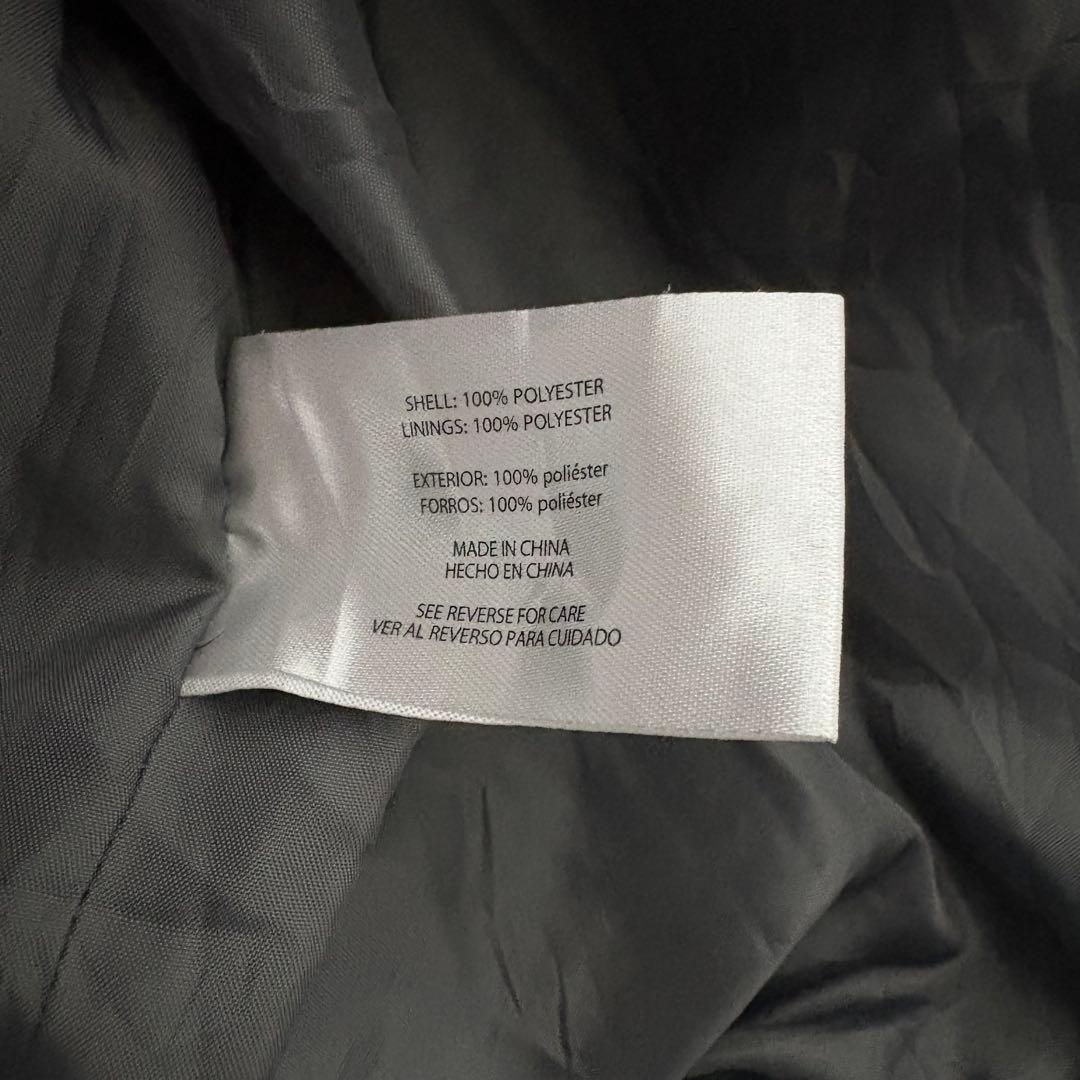 SHELL: 100% POLYESTER
LININGS: 100% POLYESTER
EXTERIOR: 100% poliéster
FORROS: 100% poliéster
MADE IN CHINA
HECHO EN CHINA
SEE REVERSE FOR CARE
VER AL REVERSO PARA CUIDADO